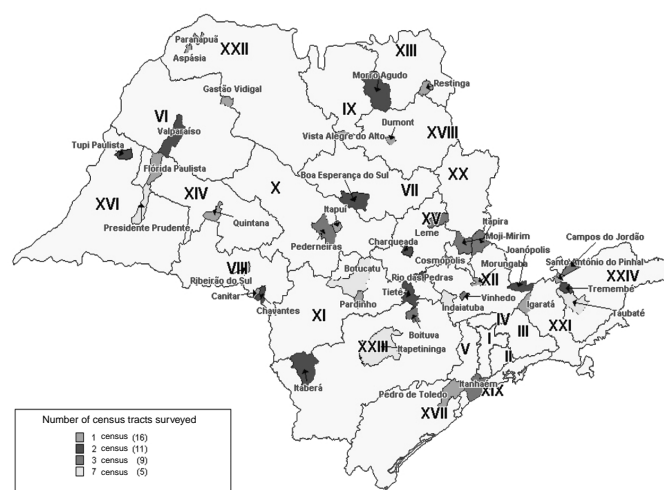 Paranapuã
XXII
Aspásia
XIII
Morro Agudo
Restinga
Gastão Vidigal
IX
Dumont
VI
Valparaíso
Vista Alegre do Alto
XVIII
Tupi Paulista
Flórida Paulista
Boa Esperança do Sul
XX
X
VII
XIV
XVI
Itapuí
XV
Itapira
Presidente Prudente
Quintana
Leme
Moji-Mirim
Pederneiras
Charqueada
Joanópolis
Campos do Jordão
Cosmópolis
Morungaba
VIII
Botucatu
Rio das Pedras
XII
Santo Antônio do Pinhal
Ribeirão do Sul
XXIV
Canitar
Tietê
Vinhedo
Tremembé
Chavantes
Pardinho
Indaiatuba
Igaratá
XI
IV
XXI
Taubaté
Boituva
I
III
XXIII
Itapetininga
V
II
Itaberá
Itanhaém
Pedro de Toledo
XIX
XVII
Number of census tracts surveyed
1 census (16)
2 census (11)
3 census (9)
7 census (5)